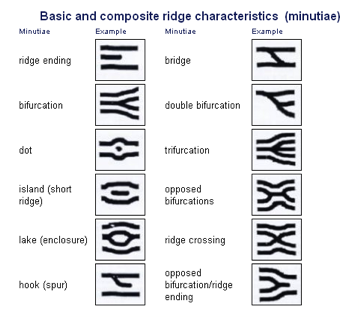 Basic and composite ridge characteristics (minutiae)
Minutiae Example Minutiae Example
ridge ending bridge
bifurcation double bifurcation
dot trifurcation
island (short
ridge)
opposed
bifurcations
lake (enclosure) ridge crossing
hook (spur)
opposed
bifurcation/ridge
ending